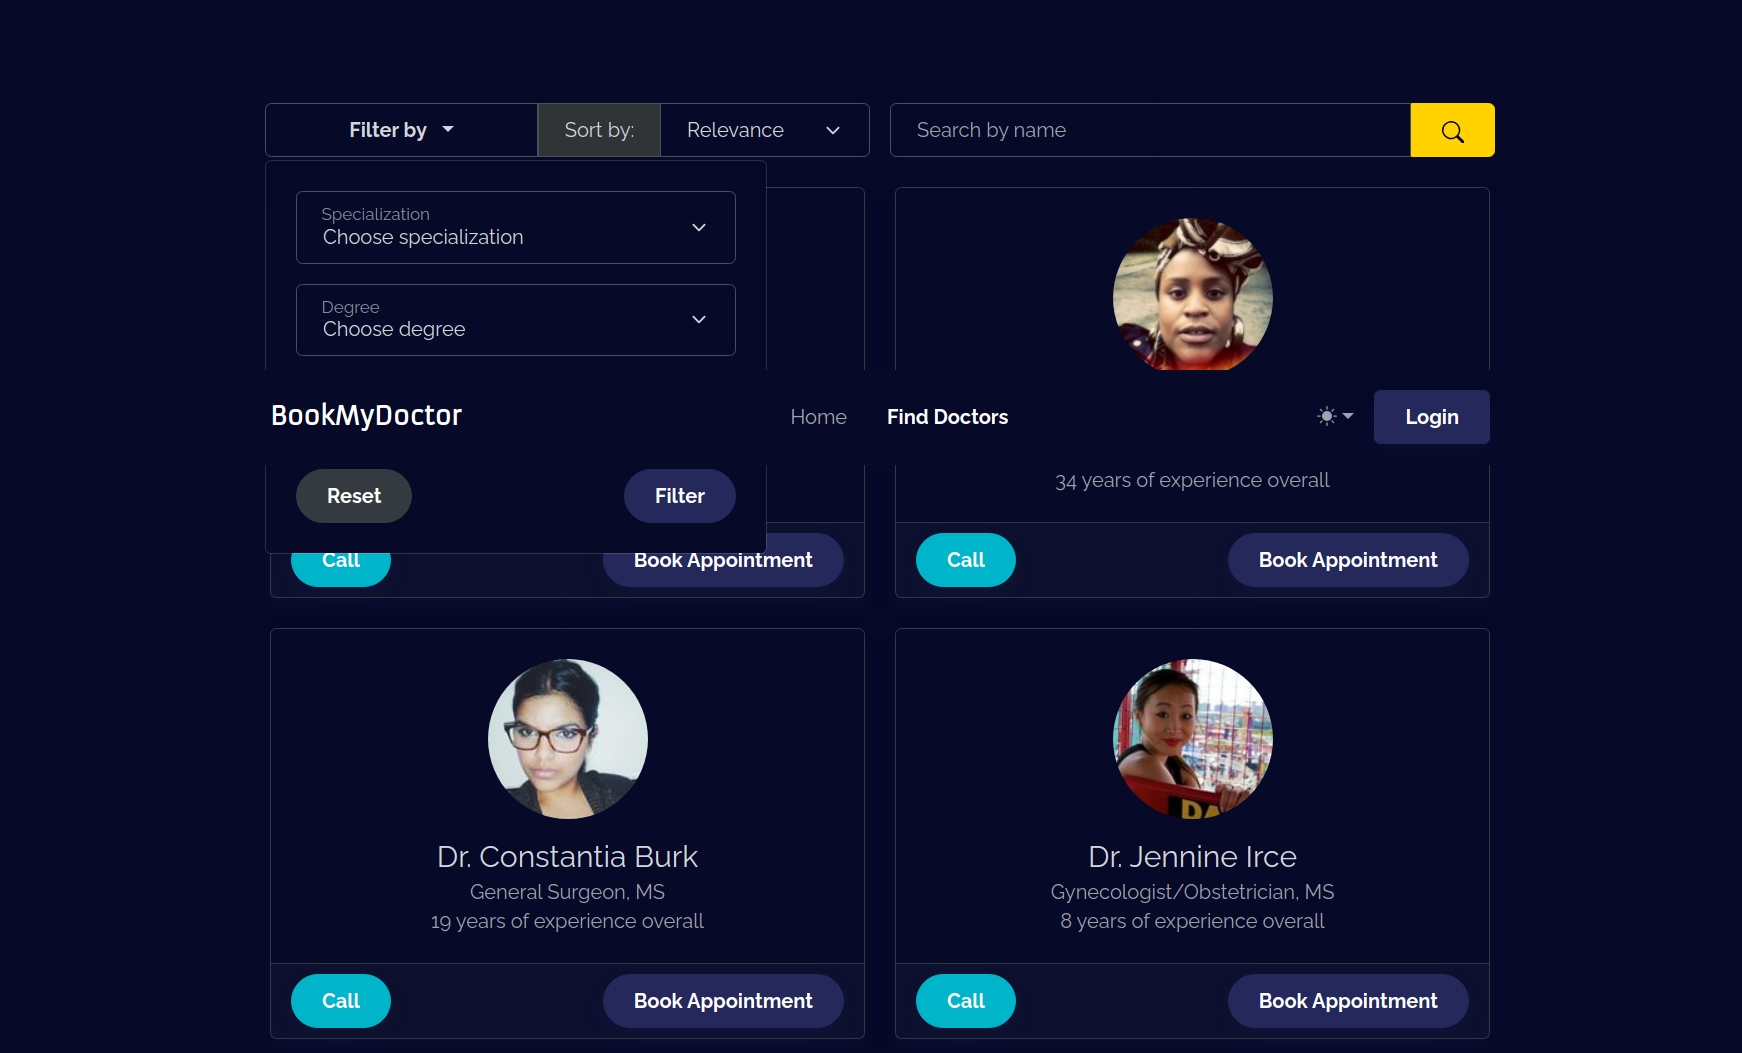 Filter by
Sort by:
Relevance
Search by name
Specialization
Choose specialization
Degree
Choose degree
BookMyDoctor
Home
Find Doctors
Login
Reset
Filter
34 years of experience overall
Call
Book Appointment
Call
Book Appointment
Dr. Constantia Burk
General Surgeon, MS
19 years of experience overall
Call
Book Appointment
Dr. Jennine Irce
Gynecologist/Obstetrician, MS
8 years of experience overall
Call
Book Appointment